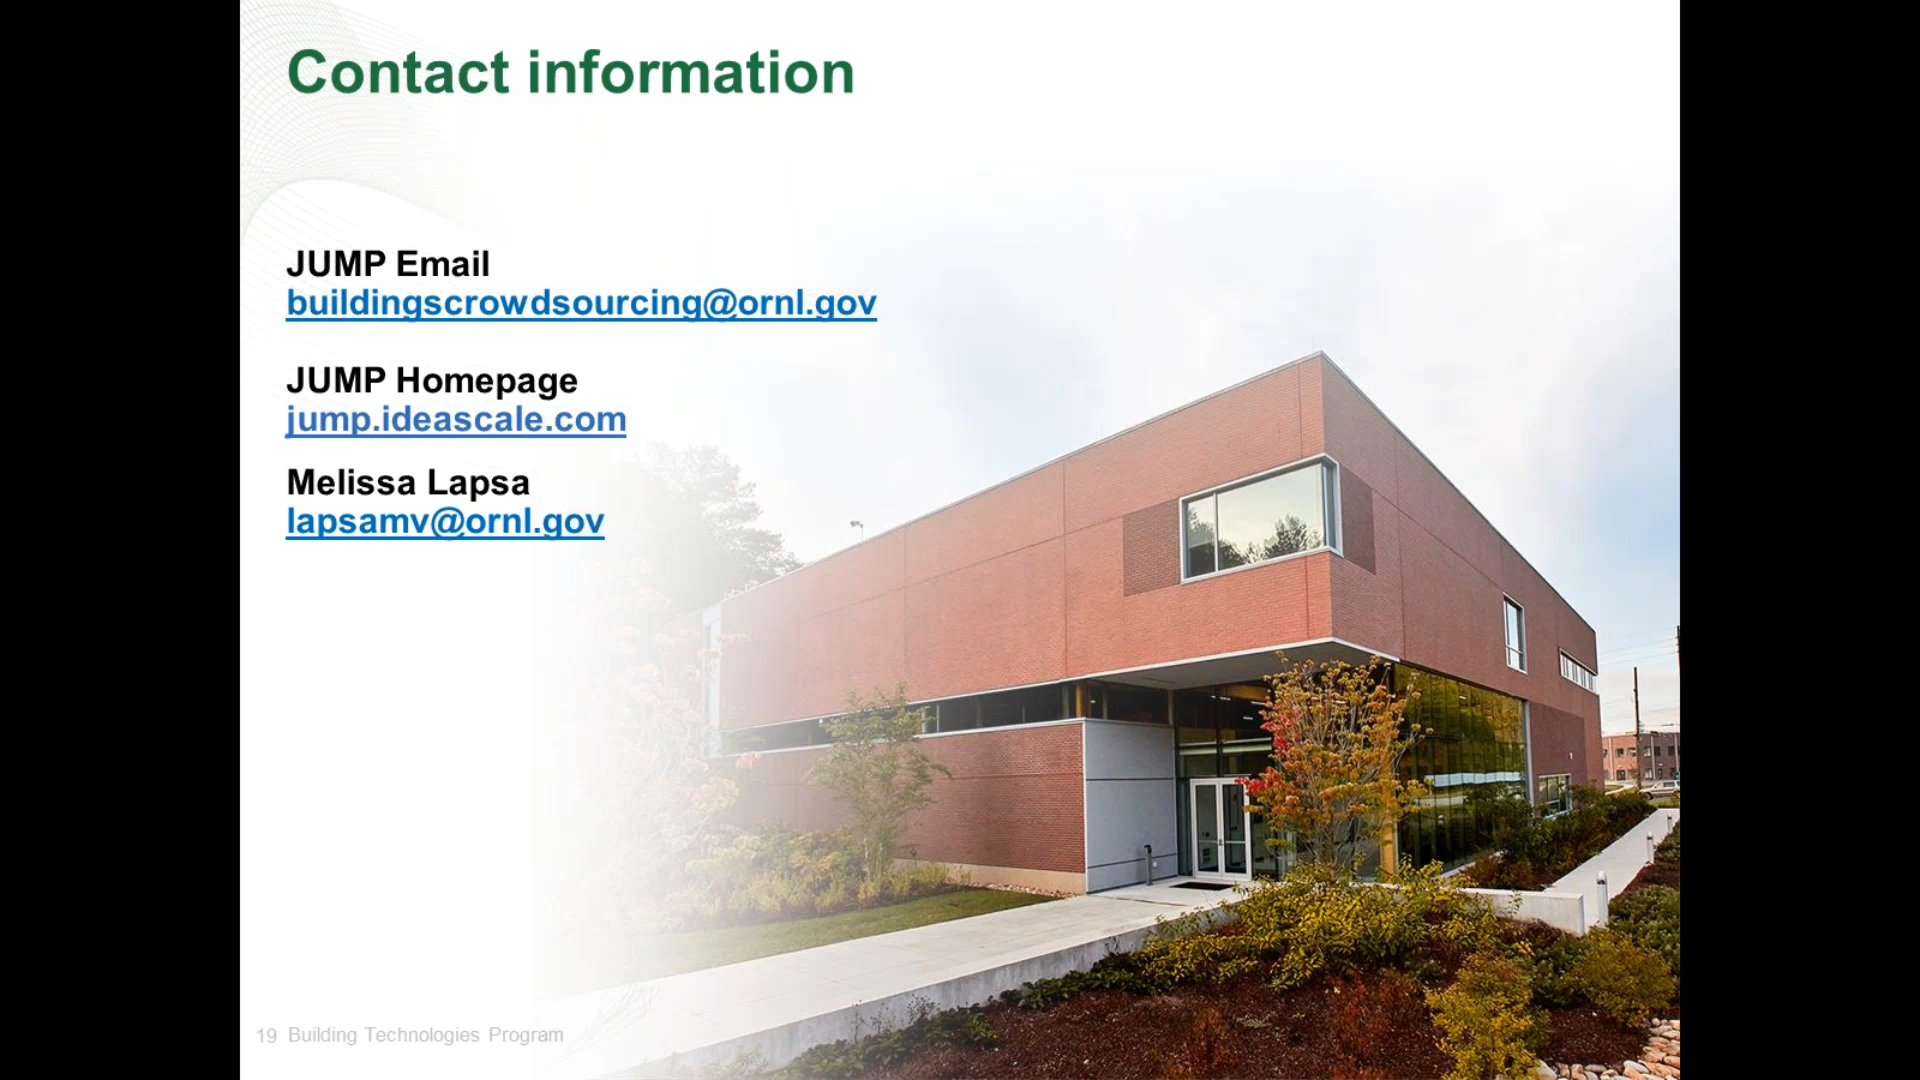 Contact information
JUMP Email
buildingscrowdsourcing@ornl.gov
JUMP Homepage
jump.ideascale.com
Melissa Lapsa
lapsamv@ornl.gov
19 Building Technologies Program